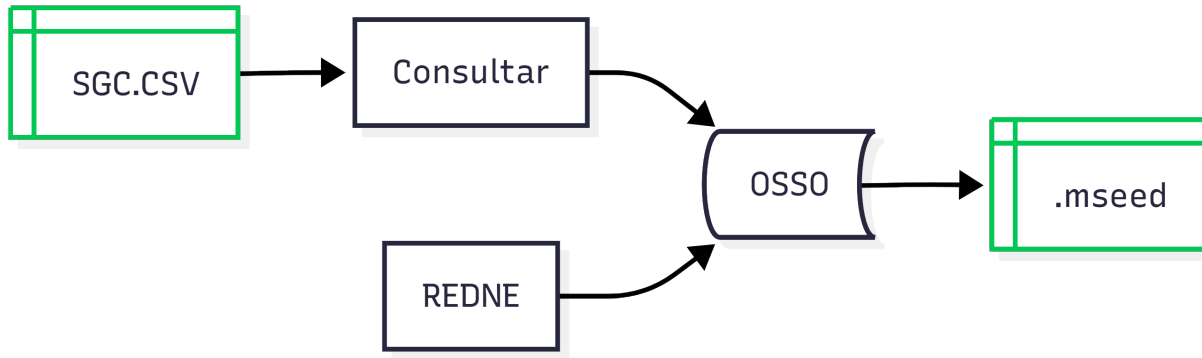 SGC.CSV
Consultar
OSSO
.mseed
REDNE